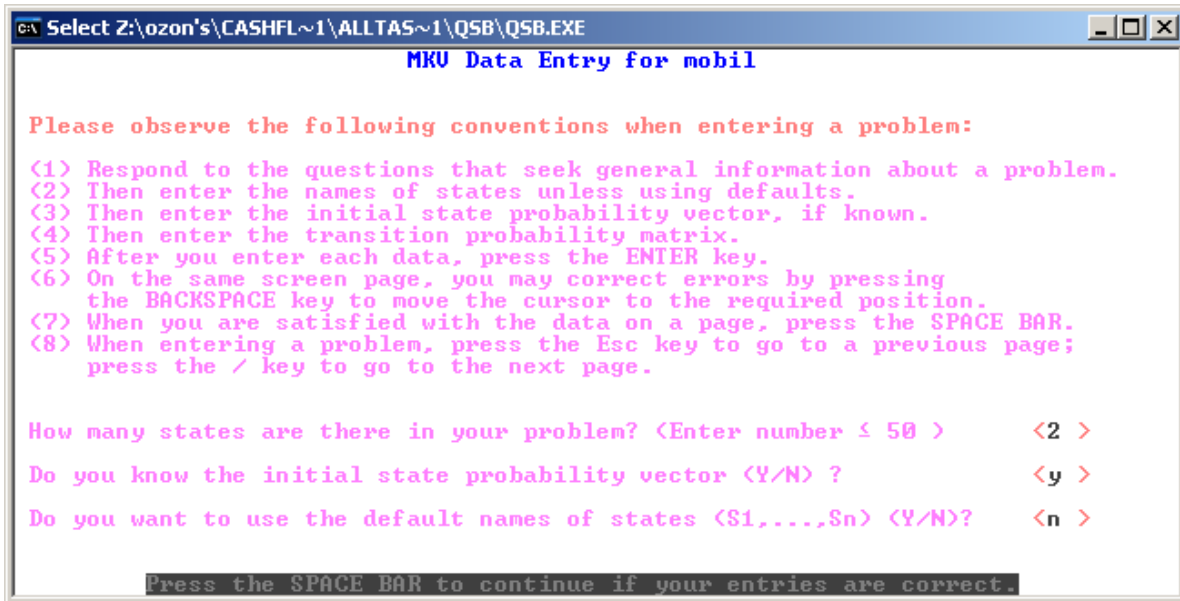 Select Z:\ozon's\CASHFL~1\ALLTAS~1\QSB\QSB.EXE
MKV Data Entry for mobil
Please observe the following conventions when entering a problem:
(1) Respond to the questions that seek general information about a problem.
(2) Then enter the names of states unless using defaults.
(3) Then enter the initial state probability vector, if known.
(4) Then enter the transition probability matrix.
(5) After you enter each data, press the ENTER key.
(6) On the same screen page, you may correct errors by pressing
the BACKSPACE key to move the cursor to the required position.
(7) When you are satisfied with the data on a page, press the SPACE BAR.
(8) When entering a problem, press the Esc key to go to a previous page;
press the / key to go to the next page.
How many states are there in your problem? (Enter number ≤ 50 ) <2 >
Do you know the initial state probability vector (Y/N) ? <y >
Do you want to use the default names of states (S1,...,Sn) (Y/N)? <n >
Press the SPACE BAR to continue if your entries are correct.